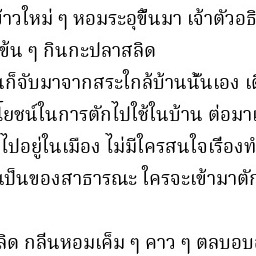 ข้าวใหม่ ๆ หอมระอุขึ้นมา เจ้าตัวอธิ
ข้น ๆ กินกะปลาสลิด
นก็จับมาจากสระใกล้บ้านนั้นเอง เดิ
โยชน์ในการตักไปใช้ในบ้าน ต่อมาเ
ไปอยู่ในเมือง ไม่มีใครสนใจเรื่องทำ
เป็นของสาธารณะ ใครจะเข้ามาตัก
ลิด กลิ่นหอมเค็ม ๆ คาว ๆ ตลบอบอ